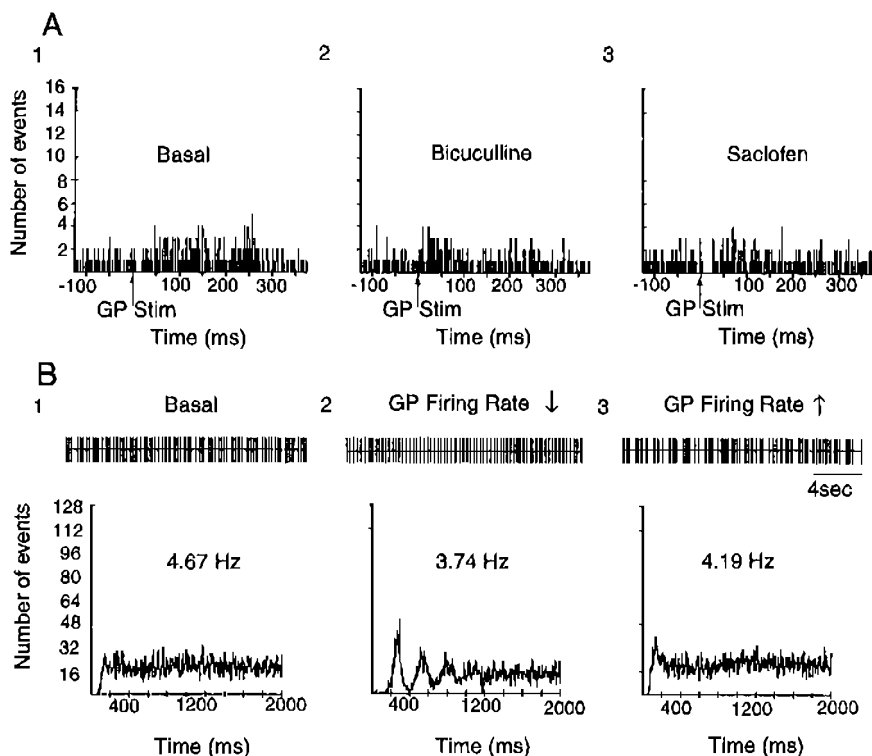 A
1
2
3
Number of events
16
14
12
10
8
6
4
2
Basal
Bicuculline
Saclofen
-100 100 200 300
-100 100 200 300
-100 100 200 300
GP Stim
GP Stim
GP Stim
Time (ms)
Time (ms)
Time (ms)
B
1
Basal
2
GP Firing Rate ↓
3
GP Firing Rate ↑
4sec
Number of events
128
112
96
80
64
48
32
16
4.67 Hz
3.74 Hz
4.19 Hz
400 1200 2000
400 1200 2000
400 1200 2000
Time (ms)
Time (ms)
Time (ms)